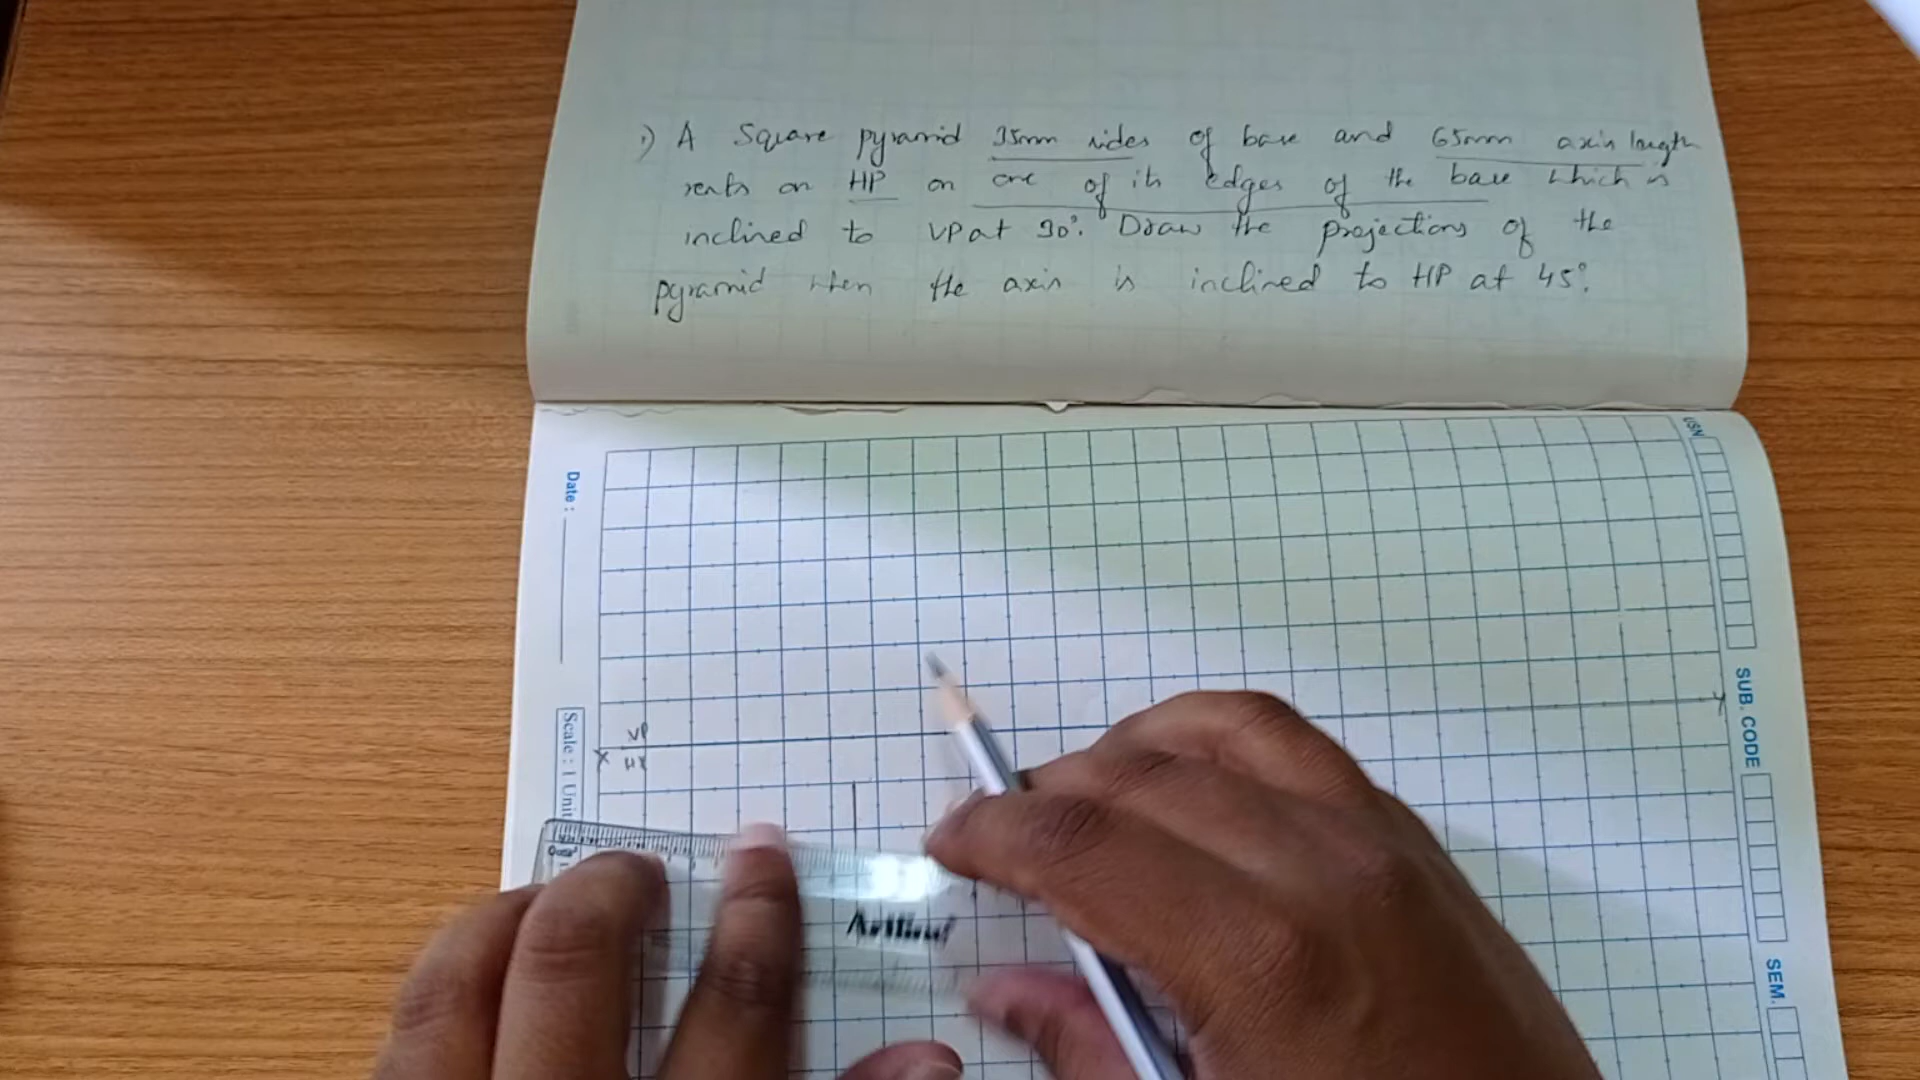 1) A Square pyramid 35mm sides of base and 65mm axis length
rests on HP on one of its edges of the base which is
inclined to VP at 90°. Draw the projections of the
pyramid when the axis is inclined to HP at 45°.
USN
Date :
SUB. CODE
VP
HP
X
Y
Scale : 1 Unit
SEM.